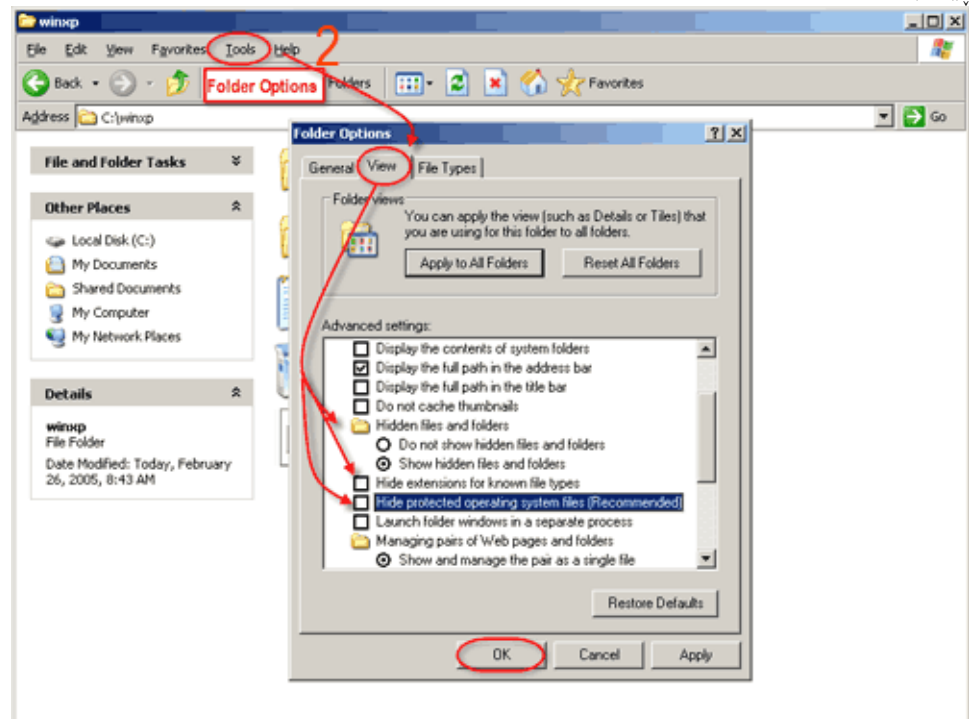 winxp
File Edit View Favorites Tools Help
2
Back Folder Options Folders Favorites
Address C:\winxp Go
File and Folder Tasks
Other Places
Local Disk (C:)
My Documents
Shared Documents
My Computer
My Network Places
Details
winxp
File Folder
Date Modified: Today, February
26, 2005, 8:43 AM
Folder Options
General View File Types
Folder views
You can apply the view (such as Details or Tiles) that
you are using for this folder to all folders.
Apply to All Folders Reset All Folders
Advanced settings:
Display the contents of system folders
Display the full path in the address bar
Display the full path in the title bar
Do not cache thumbnails
Hidden files and folders
Do not show hidden files and folders
Show hidden files and folders
Hide extensions for known file types
Hide protected operating system files (Recommended)
Launch folder windows in a separate process
Managing pairs of Web pages and folders
Show and manage the pair as a single file
Restore Defaults
OK Cancel Apply